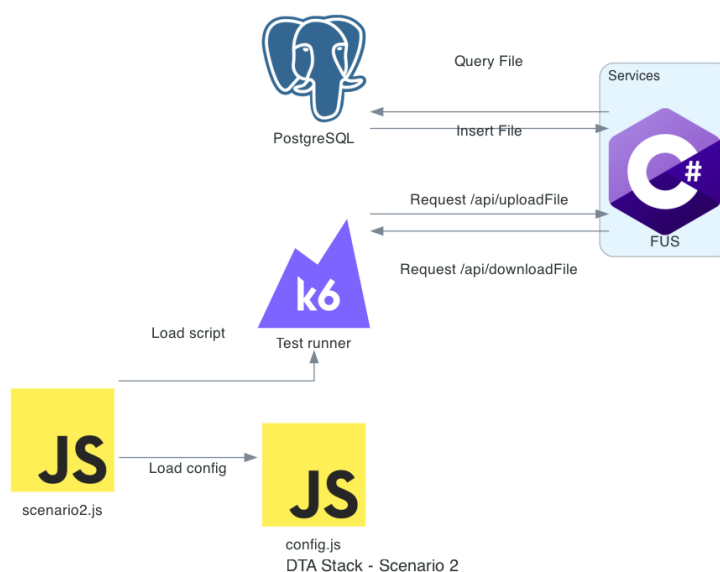 Query File
Services
PostgreSQL
Insert File
C#
Request /api/uploadFile
FUS
Request /api/downloadFile
k6
Load script
Test runner
JS
Load config
JS
scenario2.js
config.js
DTA Stack - Scenario 2